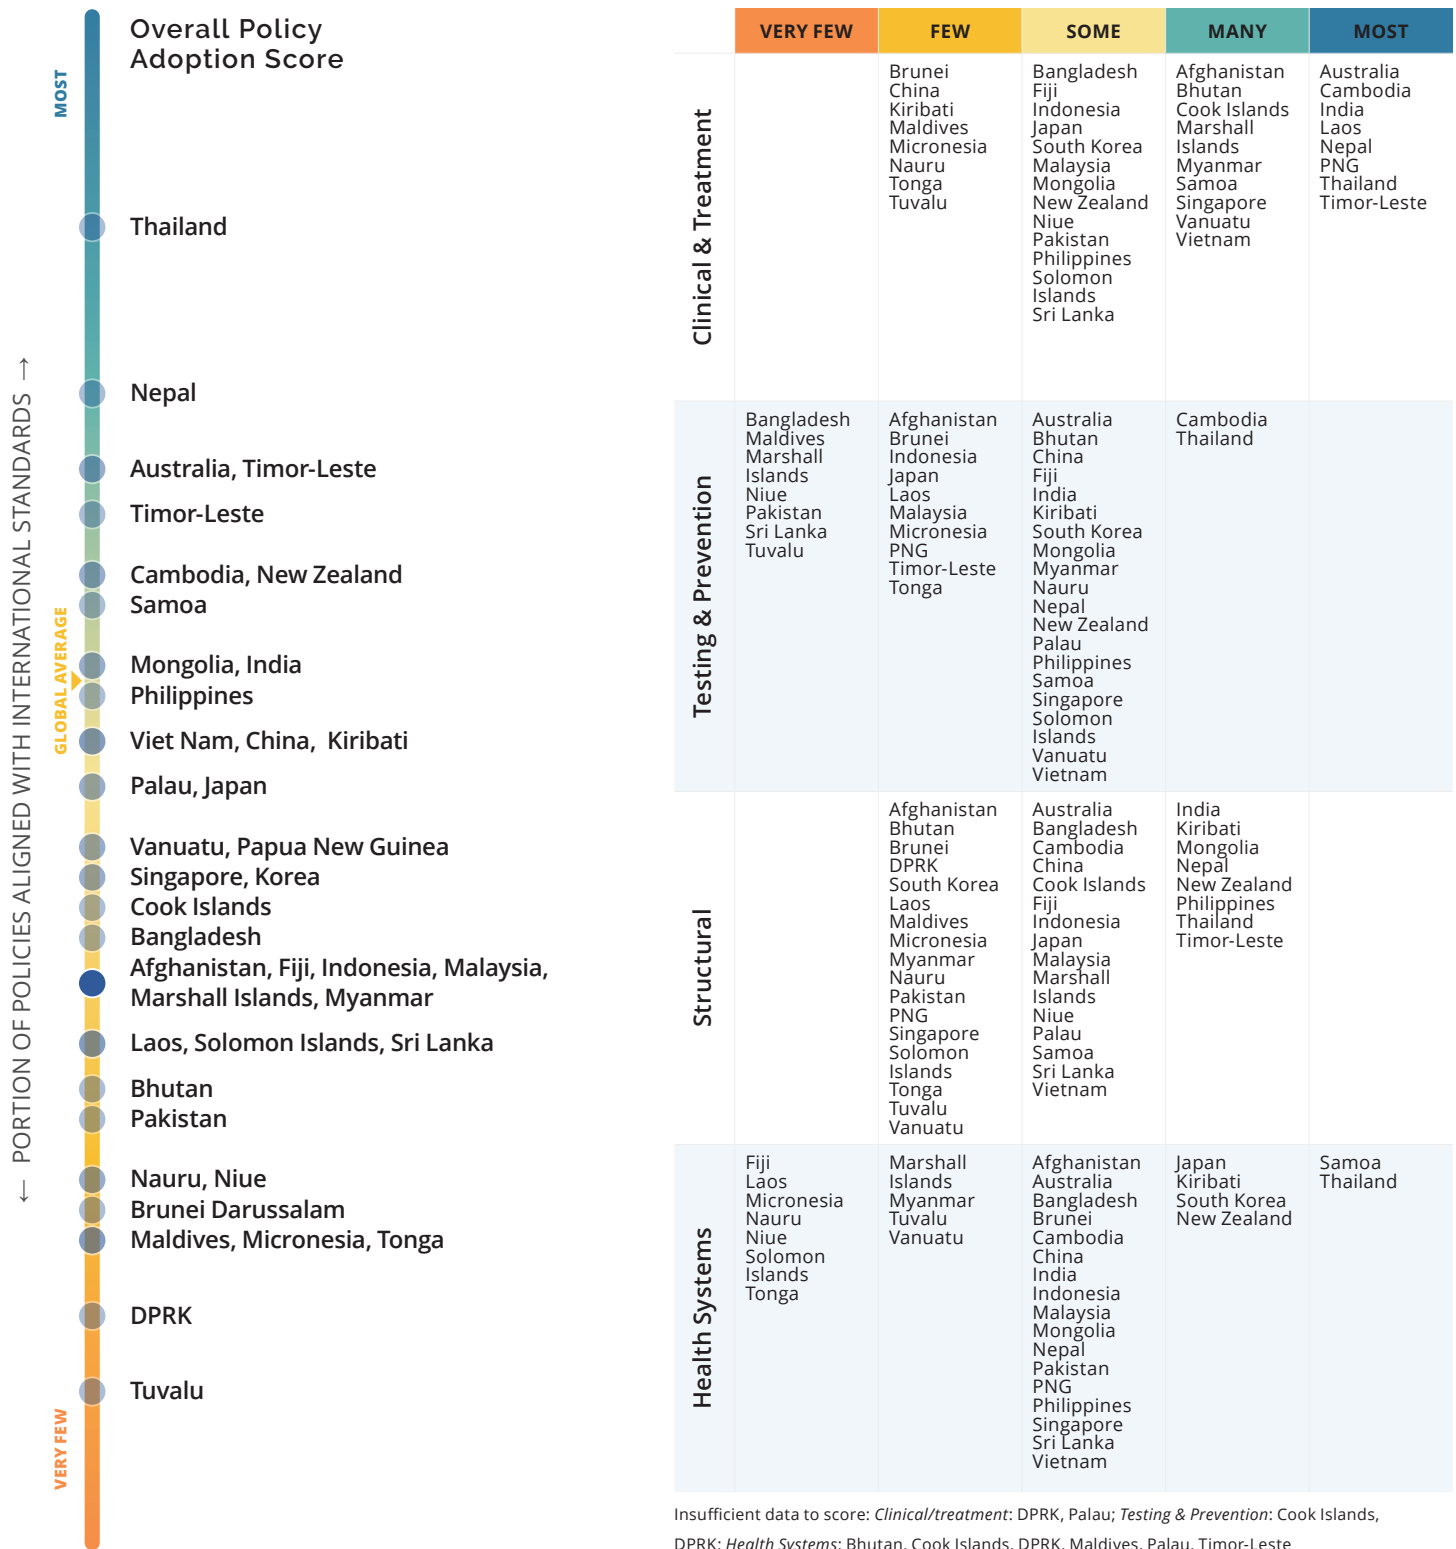 Overall Policy
Adoption Score
MOST
← PORTION OF POLICIES ALIGNED WITH INTERNATIONAL STANDARDS →
GLOBAL AVERAGE
VERY FEW
Thailand
Nepal
Australia, Timor-Leste
Timor-Leste
Cambodia, New Zealand
Samoa
Mongolia, India
Philippines
Viet Nam, China, Kiribati
Palau, Japan
Vanuatu, Papua New Guinea
Singapore, Korea
Cook Islands
Bangladesh
Afghanistan, Fiji, Indonesia, Malaysia,
Marshall Islands, Myanmar
Laos, Solomon Islands, Sri Lanka
Bhutan
Pakistan
Nauru, Niue
Brunei Darussalam
Maldives, Micronesia, Tonga
DPRK
Tuvalu
VERY FEW
FEW
SOME
MANY
MOST
Clinical & Treatment
Brunei
China
Kiribati
Maldives
Micronesia
Nauru
Tonga
Tuvalu
Bangladesh
Fiji
Indonesia
Japan
South Korea
Malaysia
Mongolia
New Zealand
Niue
Pakistan
Philippines
Solomon
Islands
Sri Lanka
Afghanistan
Bhutan
Cook Islands
Marshall
Islands
Myanmar
Samoa
Singapore
Vanuatu
Vietnam
Australia
Cambodia
India
Laos
Nepal
PNG
Thailand
Timor-Leste
Testing & Prevention
Bangladesh
Maldives
Marshall
Islands
Niue
Pakistan
Sri Lanka
Tuvalu
Afghanistan
Brunei
Indonesia
Japan
Laos
Malaysia
Micronesia
PNG
Timor-Leste
Tonga
Australia
Bhutan
China
Fiji
India
Kiribati
South Korea
Mongolia
Myanmar
Nauru
Nepal
New Zealand
Palau
Philippines
Samoa
Singapore
Solomon
Islands
Vanuatu
Vietnam
Cambodia
Thailand
Structural
Afghanistan
Bhutan
Brunei
DPRK
South Korea
Laos
Maldives
Micronesia
Myanmar
Nauru
Pakistan
PNG
Singapore
Solomon
Islands
Tonga
Tuvalu
Vanuatu
Australia
Bangladesh
Cambodia
China
Cook Islands
Fiji
Indonesia
Japan
Malaysia
Marshall
Islands
Niue
Palau
Samoa
Sri Lanka
Vietnam
India
Kiribati
Mongolia
Nepal
New Zealand
Philippines
Thailand
Timor-Leste
Health Systems
Fiji
Laos
Micronesia
Nauru
Niue
Solomon
Islands
Tonga
Marshall
Islands
Myanmar
Tuvalu
Vanuatu
Afghanistan
Australia
Bangladesh
Brunei
Cambodia
China
India
Indonesia
Malaysia
Mongolia
Nepal
Pakistan
PNG
Philippines
Singapore
Sri Lanka
Vietnam
Japan
Kiribati
South Korea
New Zealand
Samoa
Thailand
Insufficient data to score: Clinical/treatment: DPRK, Palau; Testing & Prevention: Cook Islands,
DPRK; Health Systems: Bhutan, Cook Islands, DPRK, Maldives, Palau, Timor-Leste